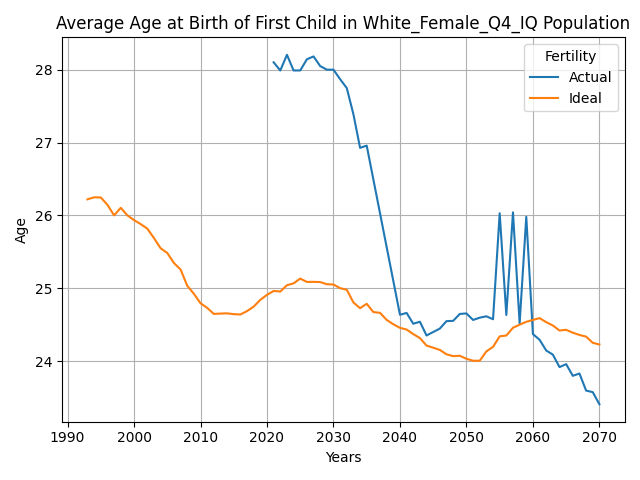 Average Age at Birth of First Child in White_Female_Q4_IQ Population
Fertility
Actual
Ideal
Age
28
27
26
25
24
1990
2000
2010
2020
2030
2040
2050
2060
2070
Years